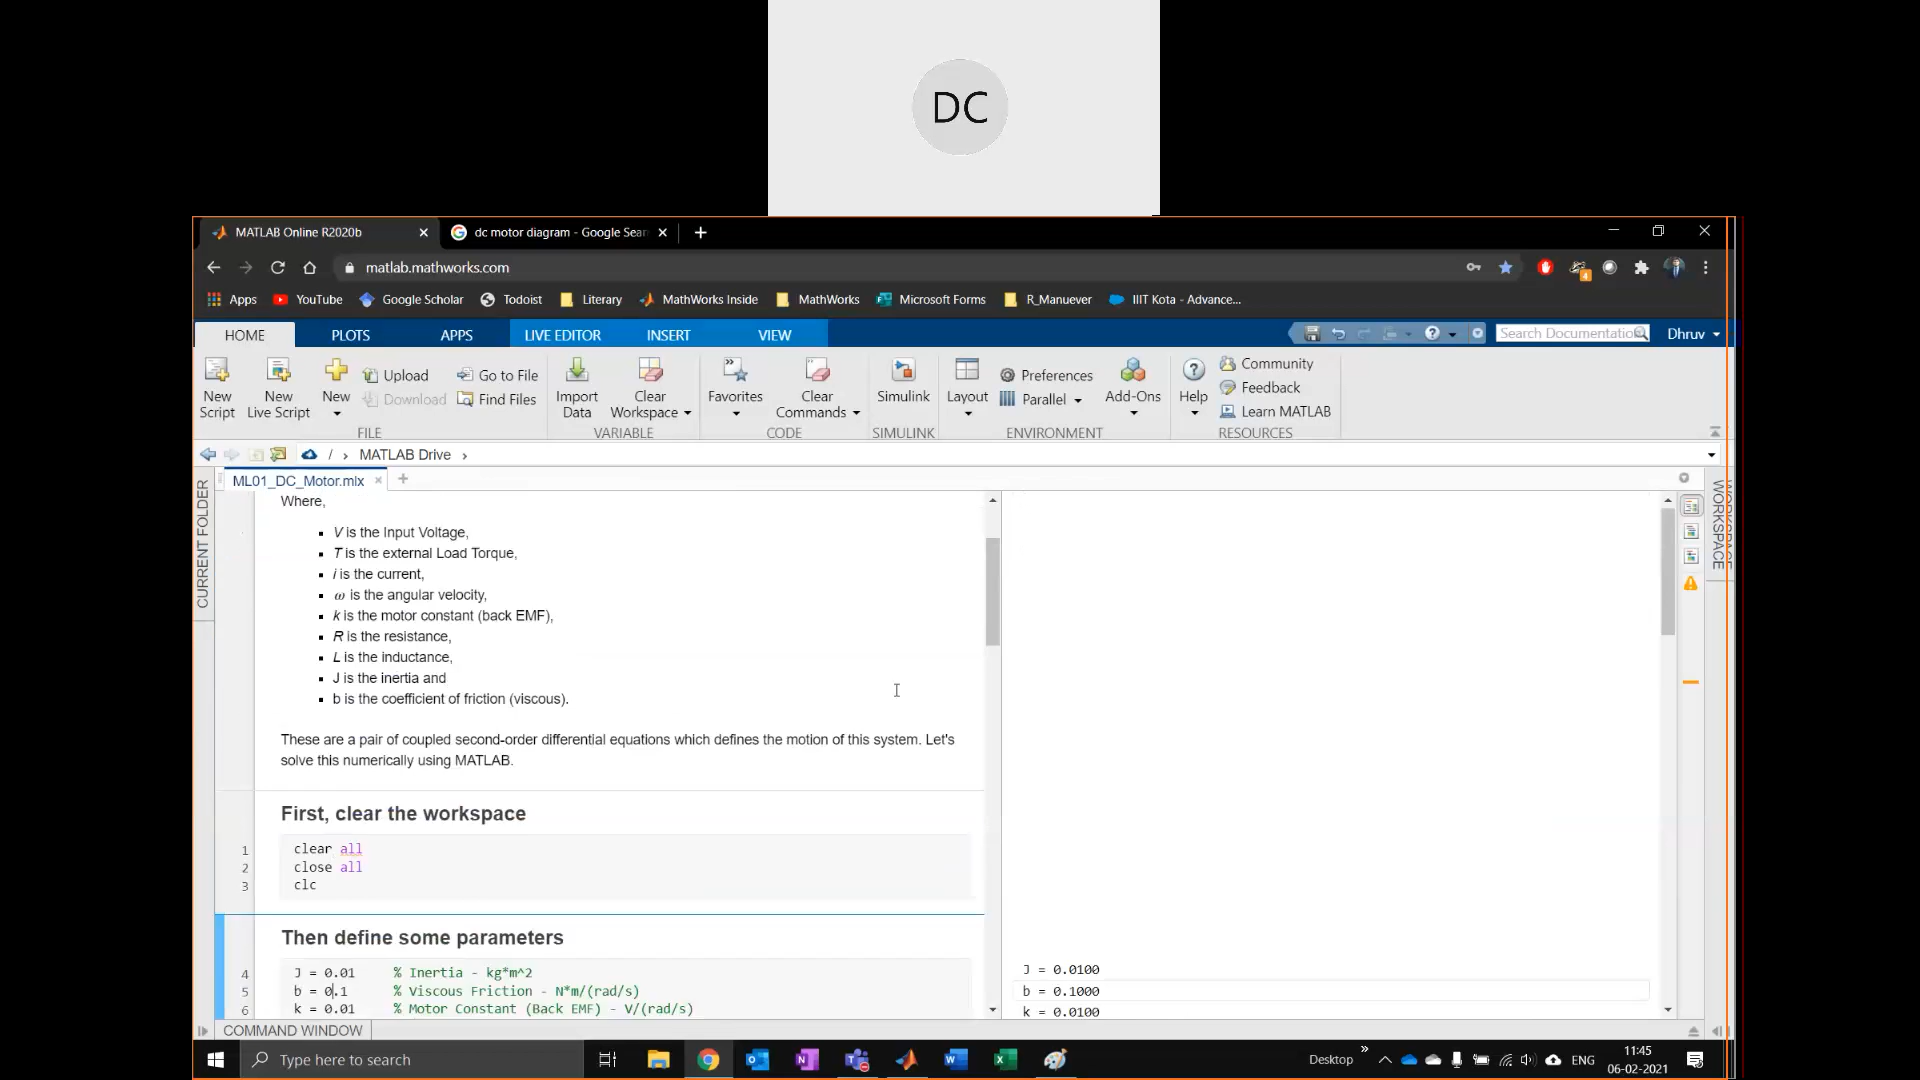 DC
MATLAB Online R2020b
dc motor diagram - Google Sear
matlab.mathworks.com
Apps YouTube Google Scholar Todoist Literary MathWorks Inside MathWorks Microsoft Forms R_Manuever IIIT Kota - Advance...
HOME PLOTS APPS LIVE EDITOR INSERT VIEW Search Documentation Dhruv
New Script New Live Script New Upload Download Go to File Find Files Import Data Clear Workspace Favorites Clear Commands Simulink Layout Preferences Parallel Add-Ons Help Community Feedback Learn MATLAB
FILE VARIABLE CODE SIMULINK ENVIRONMENT RESOURCES
/ › MATLAB Drive ›
ML01_DC_Motor.mlx
CURRENT FOLDER
WORKSPACE
Where,
V is the Input Voltage,
T is the external Load Torque,
i is the current,
ω is the angular velocity,
k is the motor constant (back EMF),
R is the resistance,
L is the inductance,
J is the inertia and
b is the coefficient of friction (viscous).
These are a pair of coupled second-order differential equations which defines the motion of this system. Let's
solve this numerically using MATLAB.
First, clear the workspace
1 clear all
2 close all
3 clc
Then define some parameters
4 J = 0.01 % Inertia - kg*m^2
5 b = 0.1 % Viscous Friction - N*m/(rad/s)
6 k = 0.01 % Motor Constant (Back EMF) - V/(rad/s)
J = 0.0100
b = 0.1000
k = 0.0100
COMMAND WINDOW
Type here to search
Desktop
ENG
11:45
06-02-2021